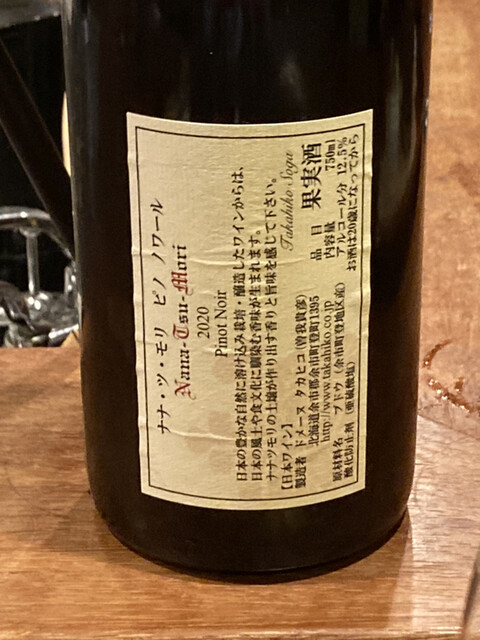 ナナ・ツ・モリ ピノ ノワール
Nana-Tsu-Mori
2020
Pinot Noir
日本の豊かな自然に溶け込み栽培・醸造したワインからは、
日本の風土や食文化に馴染む香味が生まれます。
ナナツモリの土壌が作り出す香りと旨味を感じて下さい。
Takahiko Soga
【日本ワイン】
製造者 ドメーヌ タカヒコ(曽我貴彦)
北海道余市郡余市町登町1395
http://www.takahiko.co.jp
原材料名 ブドウ(余市町登地区産)
酸化防止剤(亜硫酸塩)
品目 果実酒
内容量 750ml
アルコール分 12.5%
お酒は20歳になってから